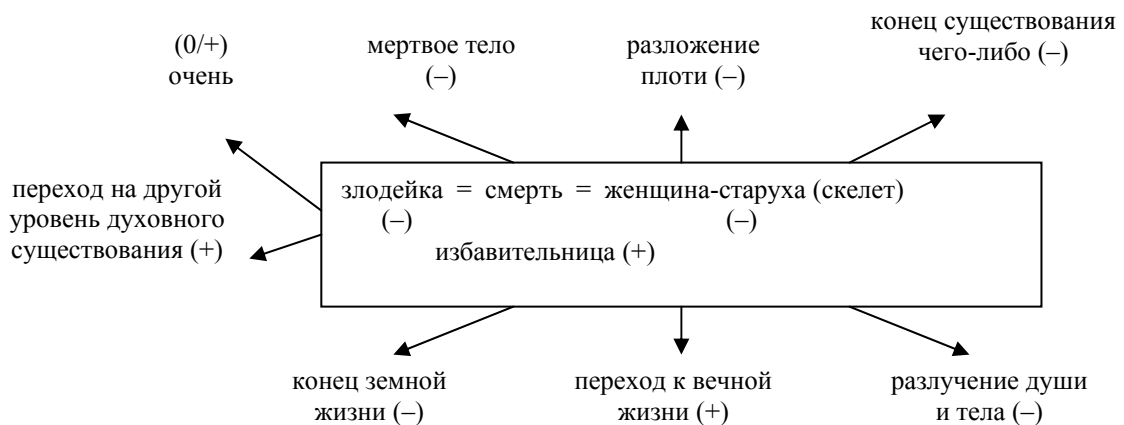 (0/+)
очень
мертвое тело
(–)
разложение
плоти (–)
конец существования
чего-либо (–)
переход на другой
уровень духовного
существования (+)
злодейка = смерть = женщина-старуха (скелет)
(–) (–)
избавительница (+)
конец земной
жизни (–)
переход к вечной
жизни (+)
разлучение души
и тела (–)